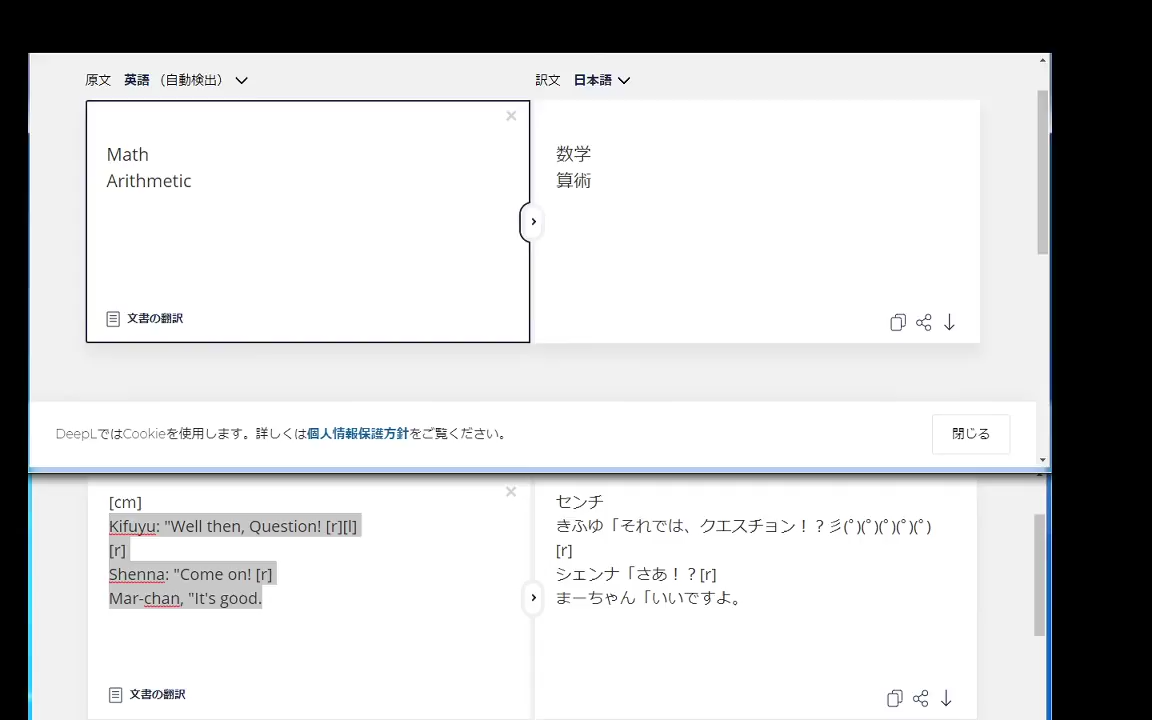 原文 英語 （自動検出）
訳文 日本語
Math
Arithmetic
数学
算術
文書の翻訳
DeepLではCookieを使用します。詳しくは個人情報保護方針をご覧ください。
閉じる
[cm]
Kifuyu: "Well then, Question! [r][l]
[r]
Shenna: "Come on! [r]
Mar-chan, "It's good.
センチ
きふゆ「それでは、クエスチョン！？彡(ﾟ)(ﾟ)(ﾟ)(ﾟ)(ﾟ)
[r]
シェンナ「さあ！？[r]
まーちゃん「いいですよ。
文書の翻訳